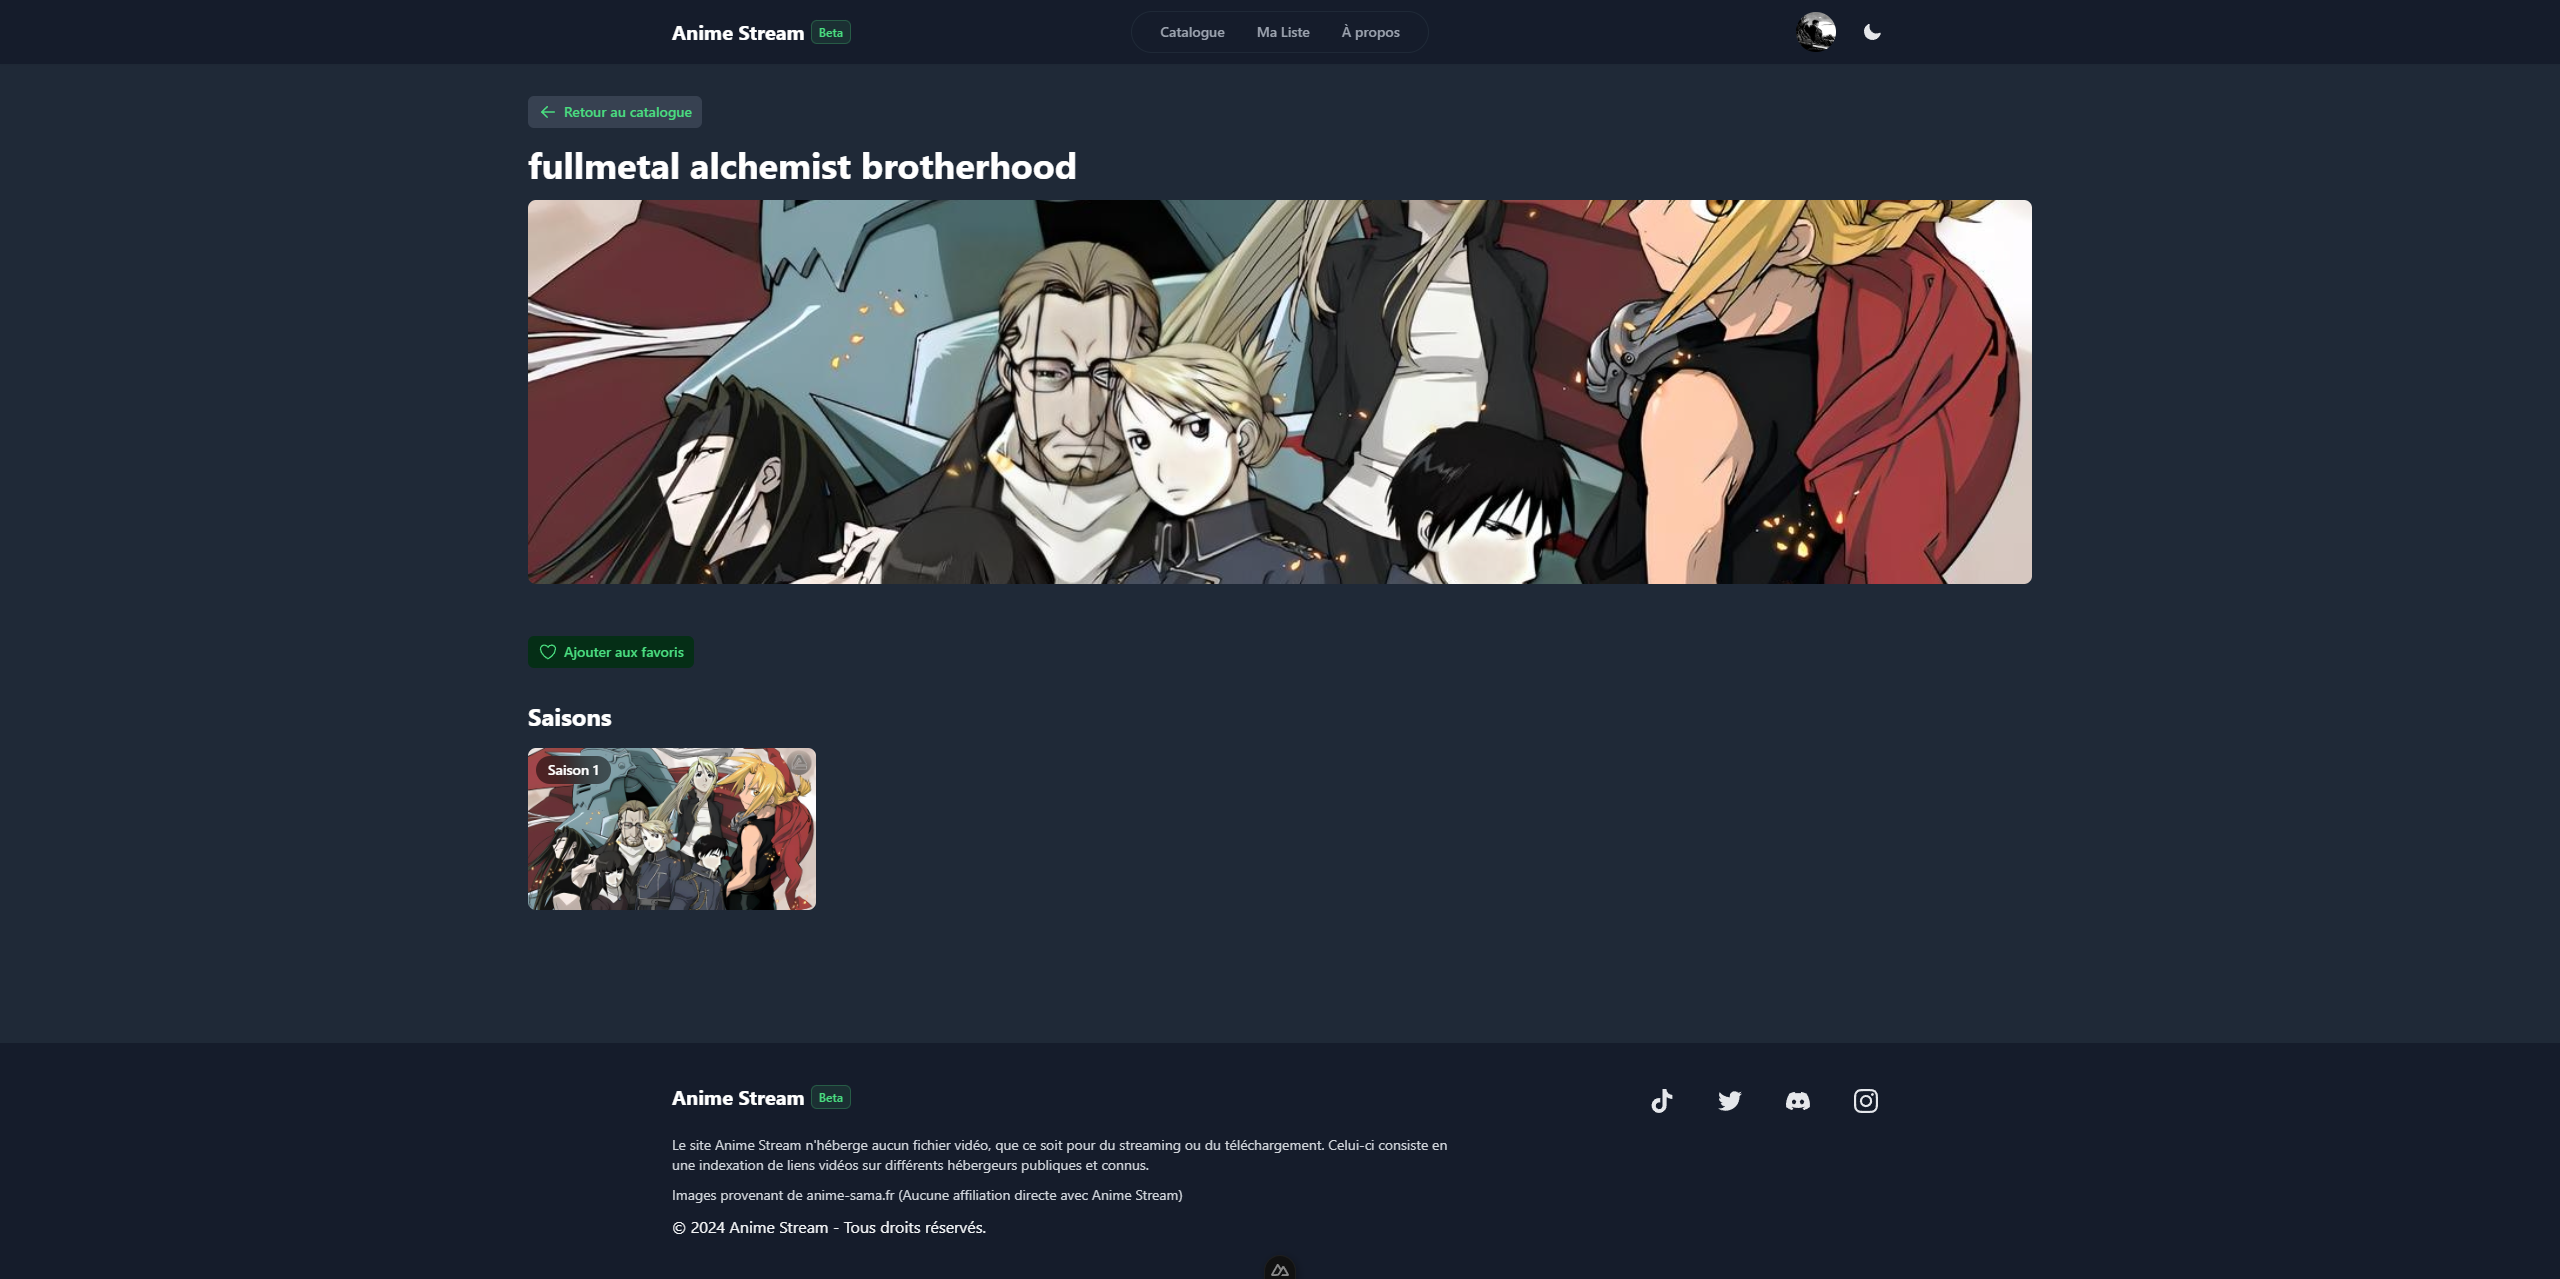 Anime Stream Beta
Catalogue Ma Liste À propos
Retour au catalogue
fullmetal alchemist brotherhood
Ajouter aux favoris
Saisons
Saison 1
Anime Stream Beta
Le site Anime Stream n'héberge aucun fichier vidéo, que ce soit pour du streaming ou du téléchargement. Celui-ci consiste en
une indexation de liens vidéos sur différents hébergeurs publiques et connus.
Images provenant de anime-sama.fr (Aucune affiliation directe avec Anime Stream)
© 2024 Anime Stream - Tous droits réservés.